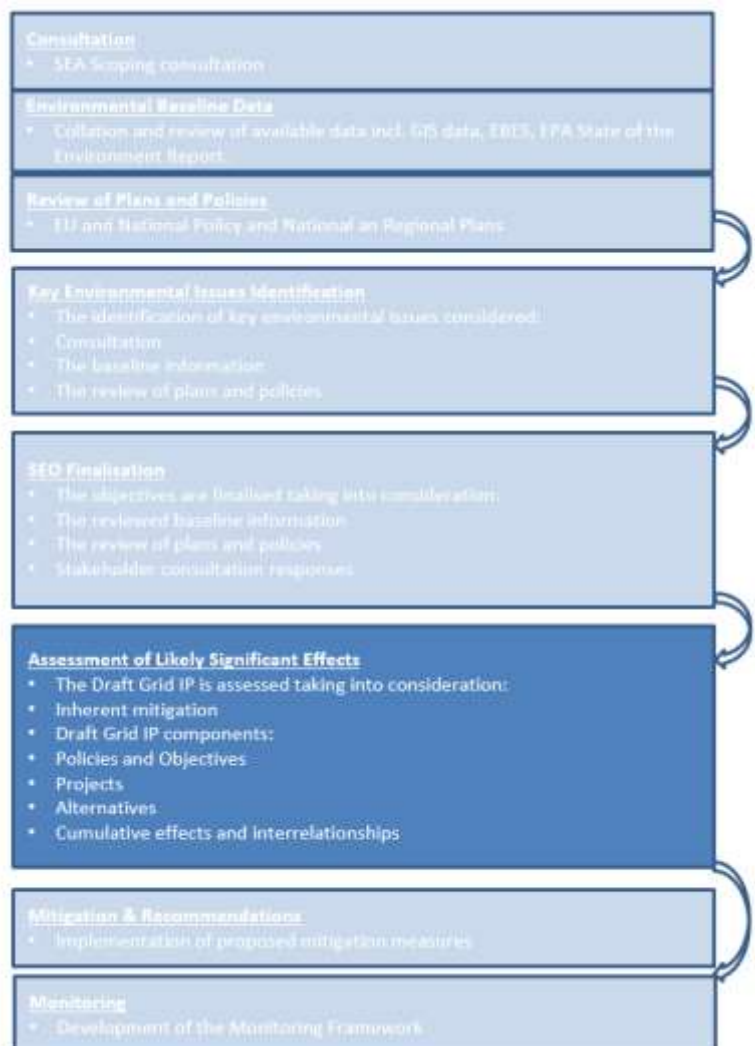 Consultation
• SEA Scoping consultation
Environmental Baseline Data
• Collation and review of available data incl. GIS data, EBES, EPA State of the
Environment Report.
Review of Plans and Policies
• EU and National Policy and National an Regional Plans
Key Environmental Issues Identification
• The identification of key environmental issues considered:
• Consultation
• The baseline information
• The review of plans and policies
SEO Finalisation
• The objectives are finalised taking into consideration:
• The reviewed baseline information
• The review of plans and policies
• Stakeholder consultation responses
Assessment of Likely Significant Effects
• The Draft Grid IP is assessed taking into consideration:
• Inherent mitigation
• Draft Grid IP components:
• Policies and Objectives
• Projects
• Alternatives
• Cumulative effects and interrelationships
Mitigation & Recommendations
• Implementation of proposed mitigation measures
Monitoring
• Development of the Monitoring Framework